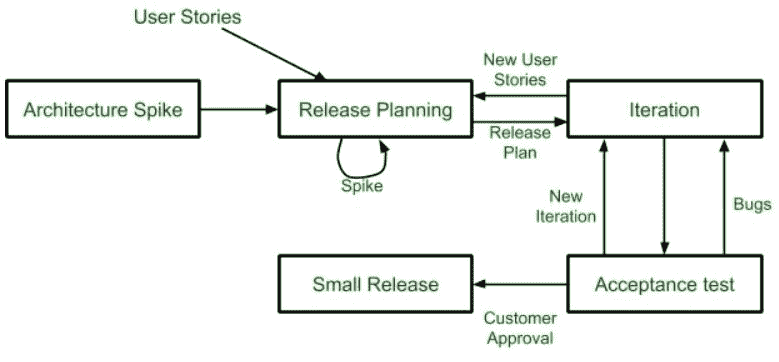 User Stories
Architecture Spike
Release Planning
New User
Stories
Iteration
Release
Plan
Spike
New
Iteration
Bugs
Small Release
Acceptance test
Customer
Approval